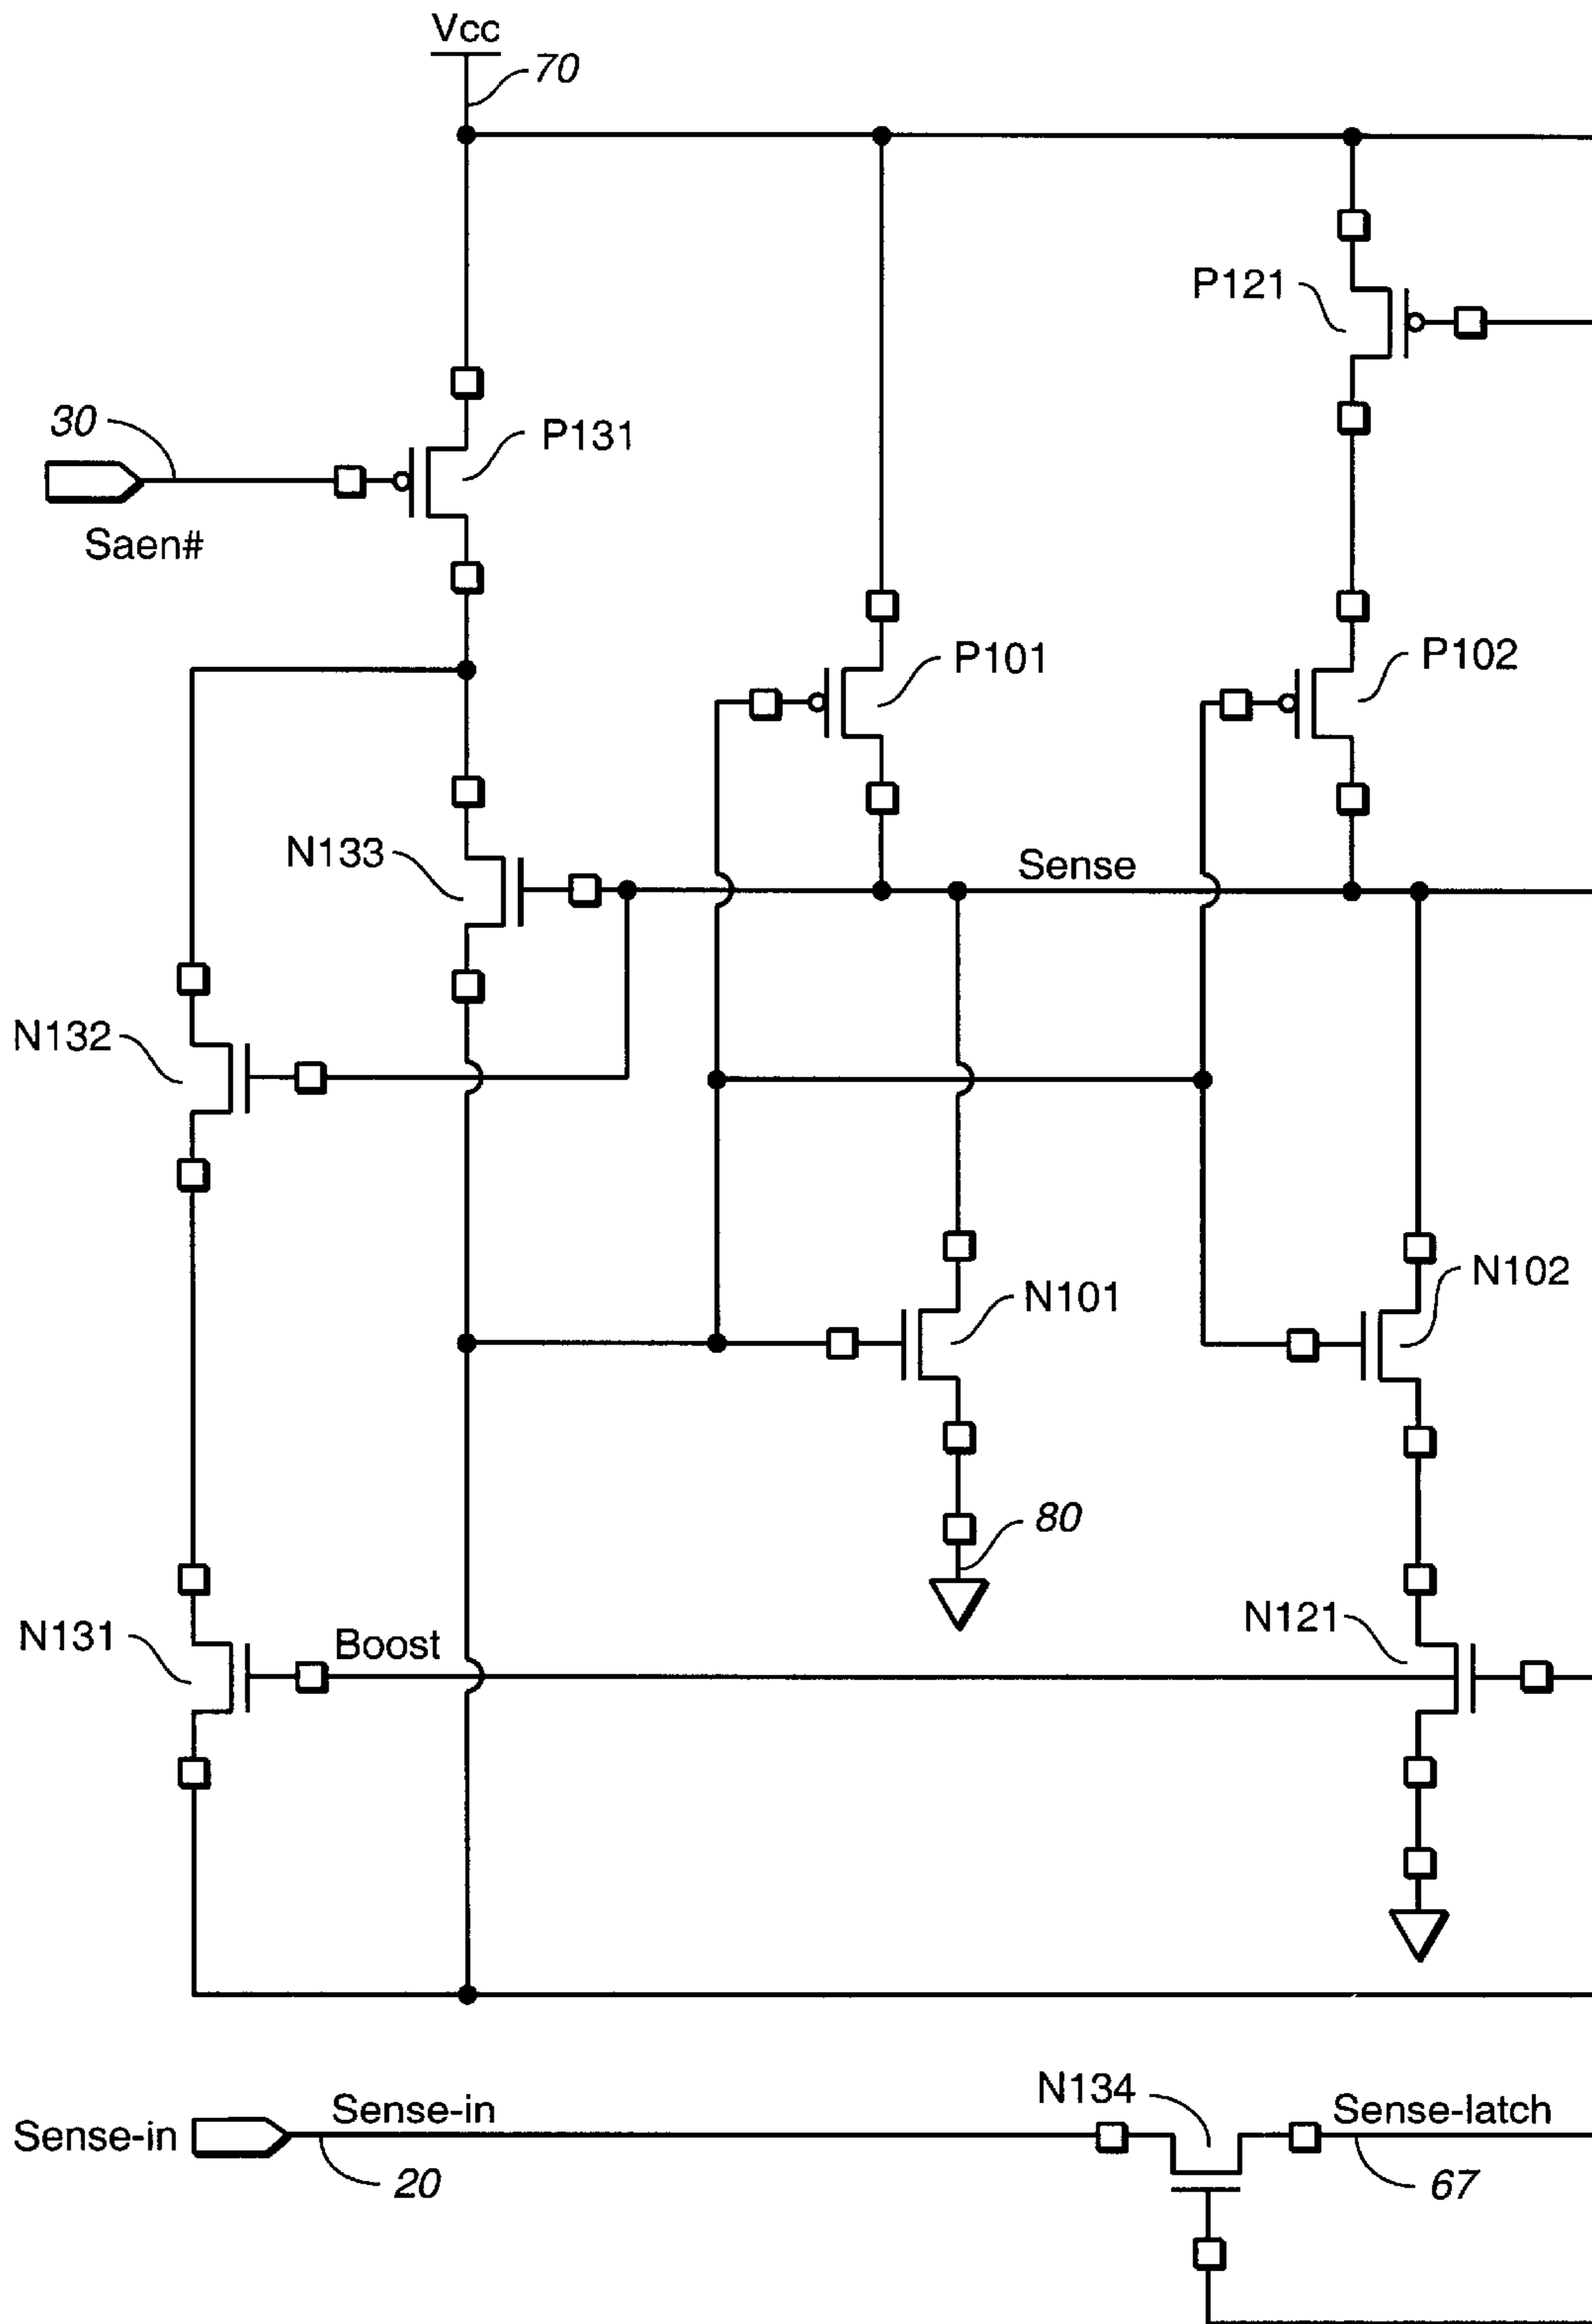 Vcc
70
P121
30
P131
Saen#
P101
P102
N133
Sense
N132
N101
N102
80
N131
Boost
N121
N134
Sense-in
Sense-in
Sense-latch
20
67